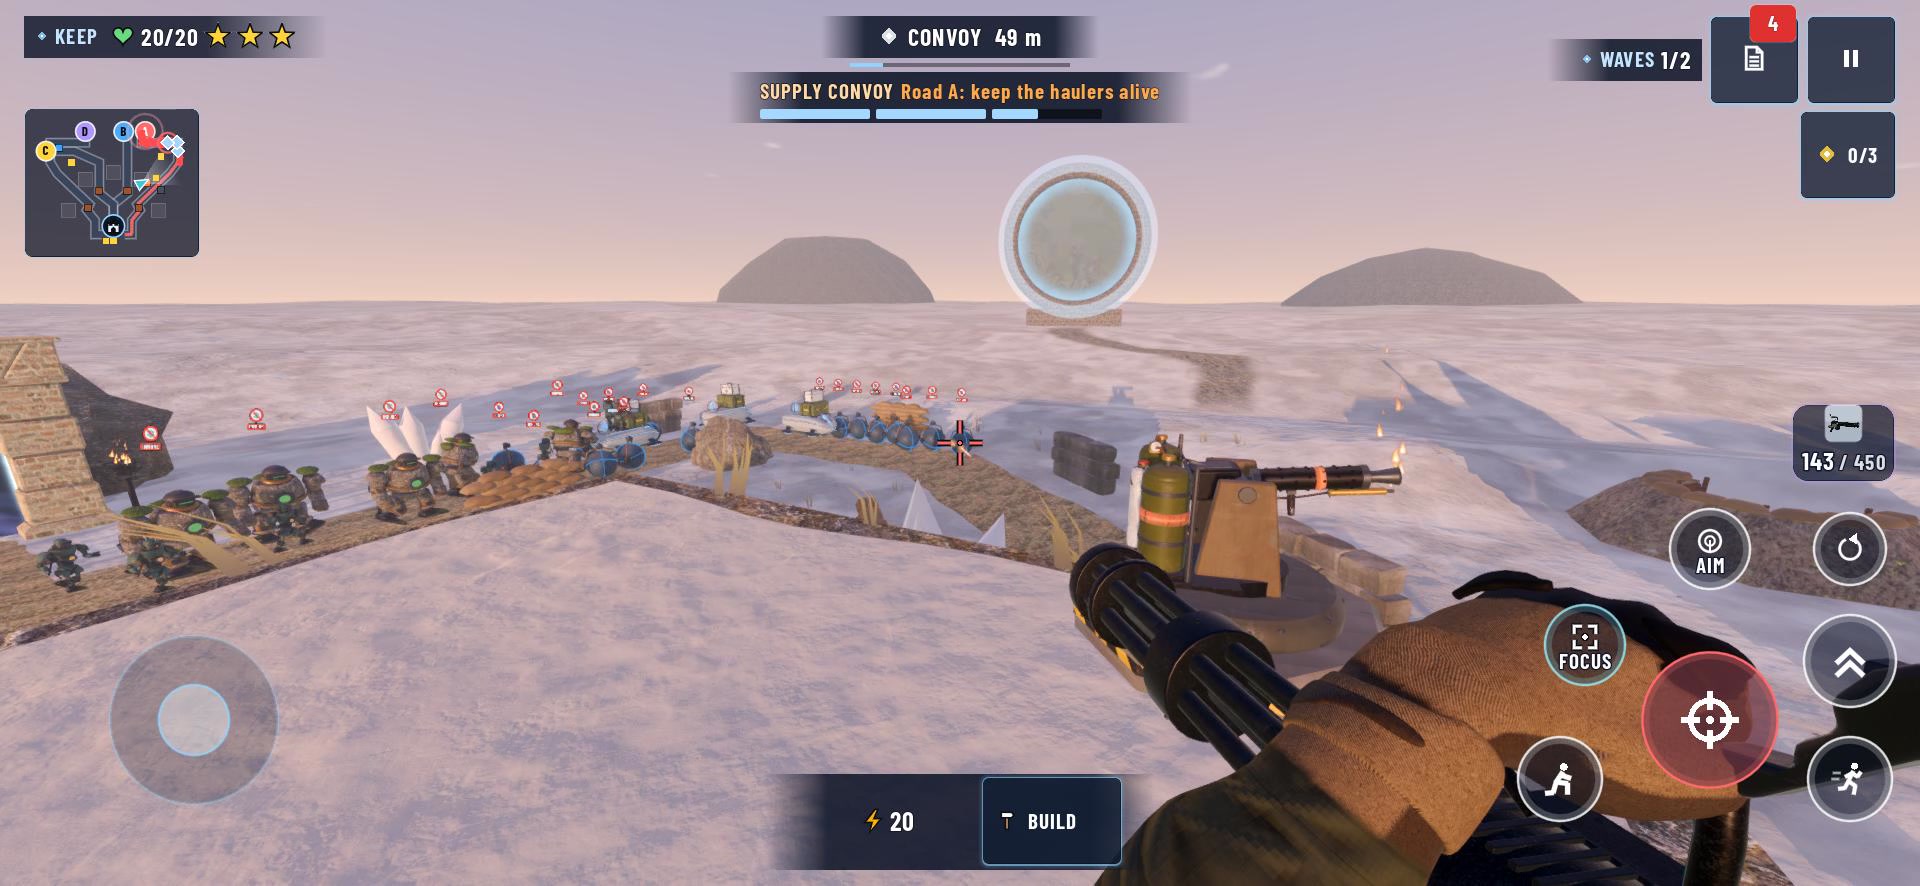 KEEP 20/20
CONVOY 49 m
SUPPLY CONVOY Road A: keep the haulers alive
WAVES 1/2
4
0/3
D
B
1
C
143 / 450
AIM
FOCUS
20
BUILD